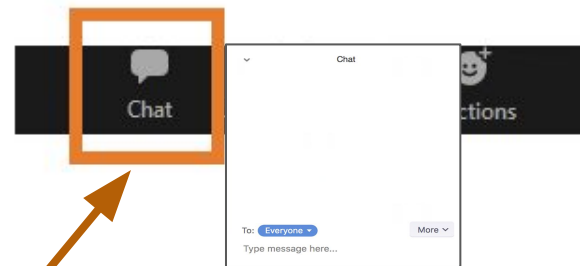 Chat
Chat
ctions
To: Everyone
More
Type message here...